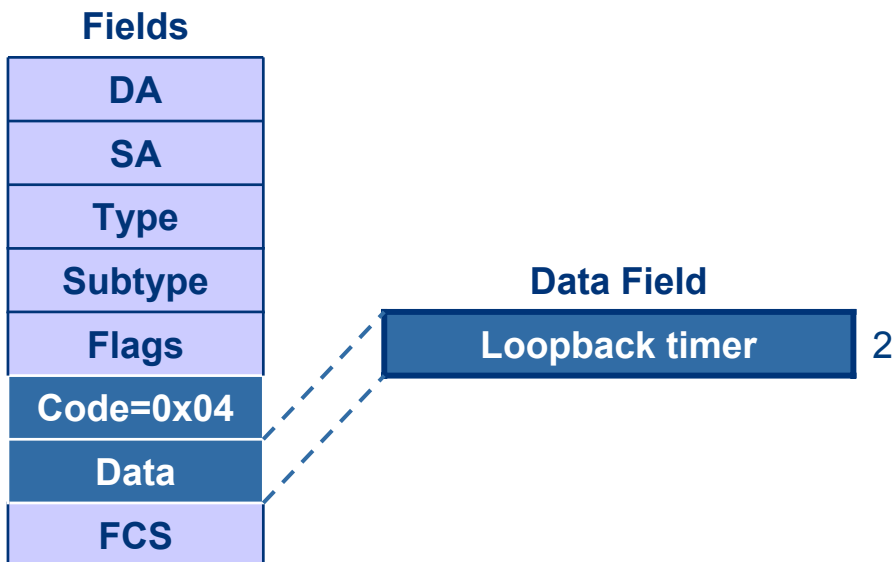 Fields
DA
SA
Type
Subtype
Flags
Code=0x04
Data
FCS
Data Field
Loopback timer
2